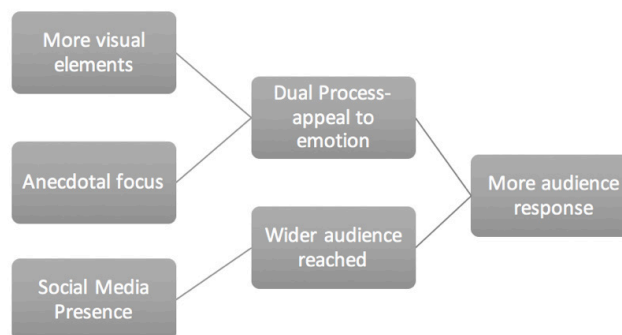 More visual
elements
Anecdotal focus
Social Media
Presence
Dual Process-
appeal to
emotion
Wider audience
reached
More audience
response